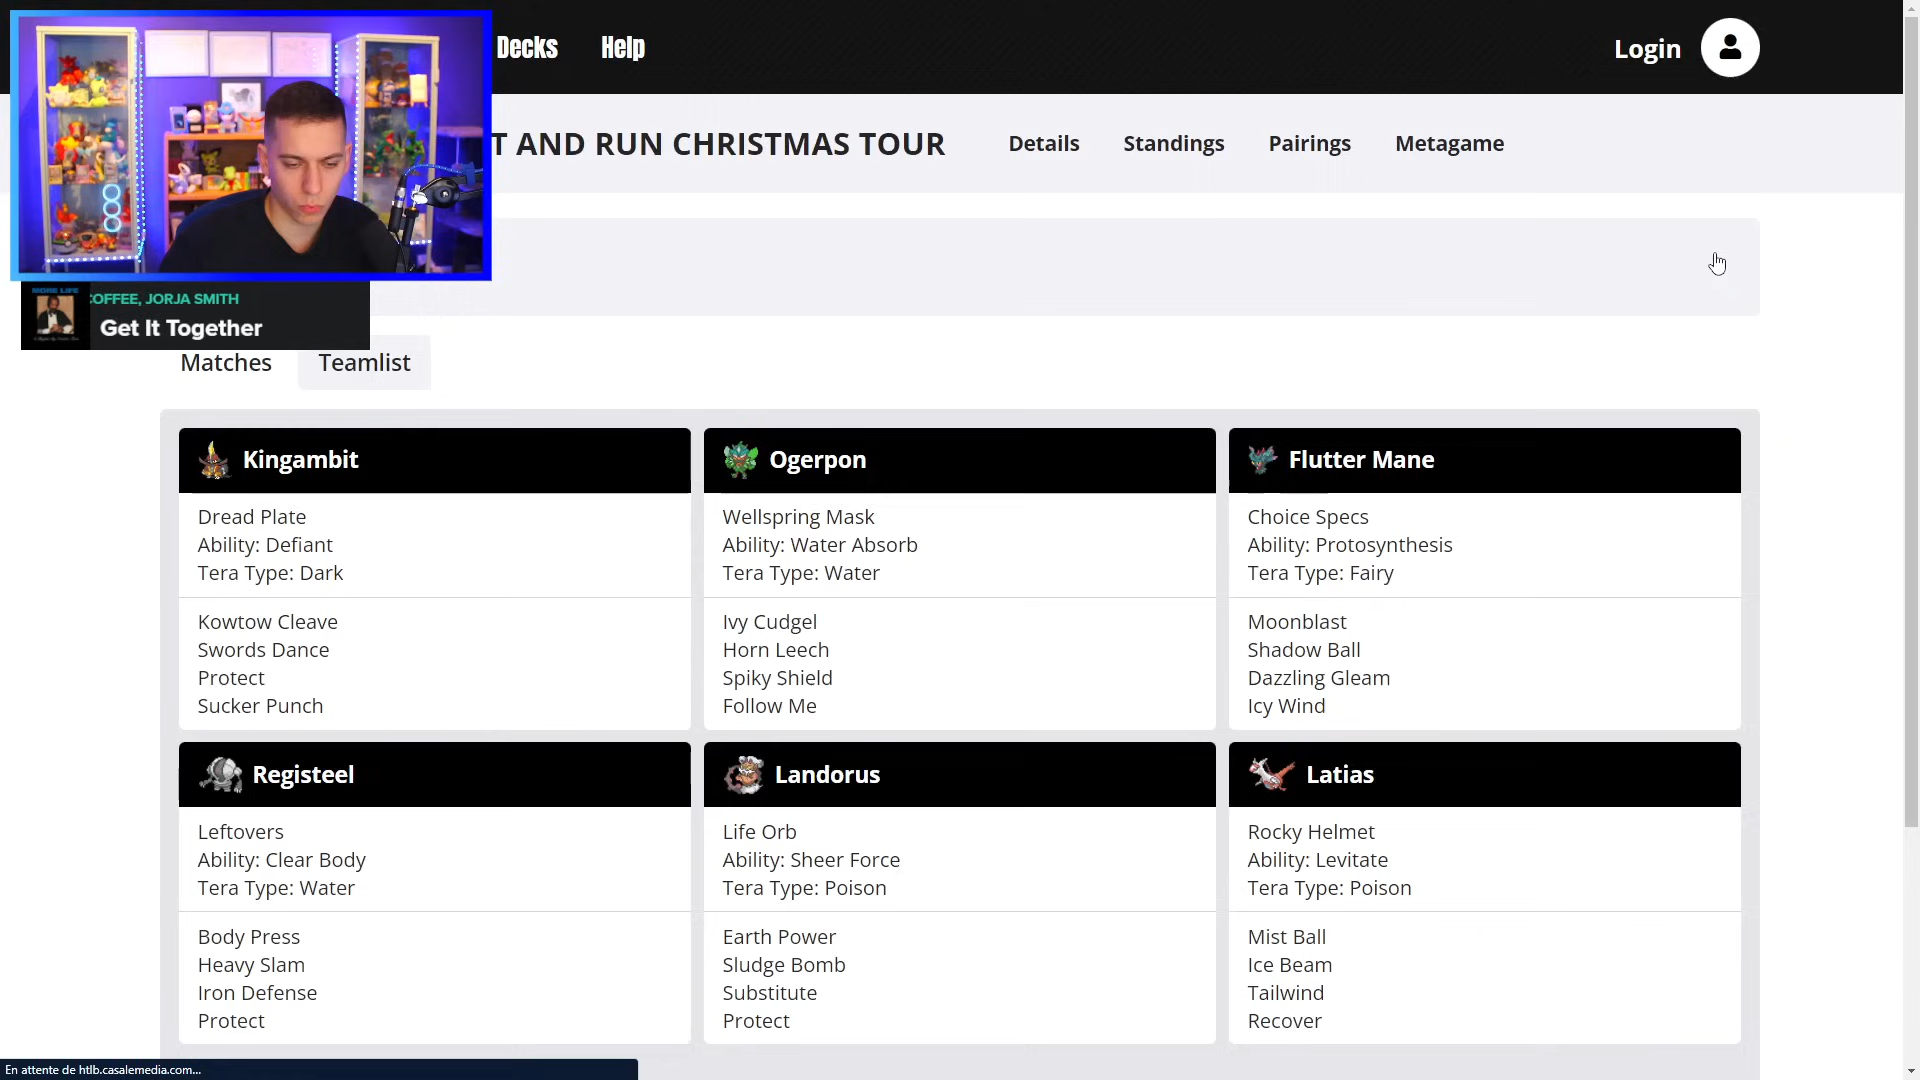 Decks
Help
Login
T AND RUN CHRISTMAS TOUR
Details
Standings
Pairings
Metagame
MORE LIFE
COFFEE, JORJA SMITH
Get It Together
Matches
Teamlist
Kingambit
Dread Plate
Ability: Defiant
Tera Type: Dark
Kowtow Cleave
Swords Dance
Protect
Sucker Punch
Ogerpon
Wellspring Mask
Ability: Water Absorb
Tera Type: Water
Ivy Cudgel
Horn Leech
Spiky Shield
Follow Me
Flutter Mane
Choice Specs
Ability: Protosynthesis
Tera Type: Fairy
Moonblast
Shadow Ball
Dazzling Gleam
Icy Wind
Registeel
Leftovers
Ability: Clear Body
Tera Type: Water
Body Press
Heavy Slam
Iron Defense
Protect
Landorus
Life Orb
Ability: Sheer Force
Tera Type: Poison
Earth Power
Sludge Bomb
Substitute
Protect
Latias
Rocky Helmet
Ability: Levitate
Tera Type: Poison
Mist Ball
Ice Beam
Tailwind
Recover
En attente de htlb.casalemedia.com...